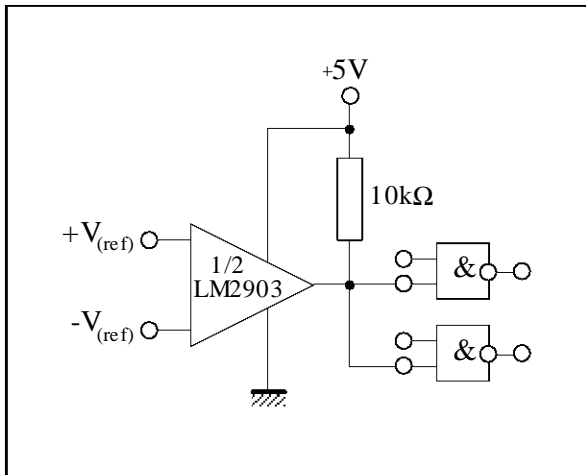 +5V
10kΩ
+V(ref)
1/2
LM2903
-V(ref)
&
&